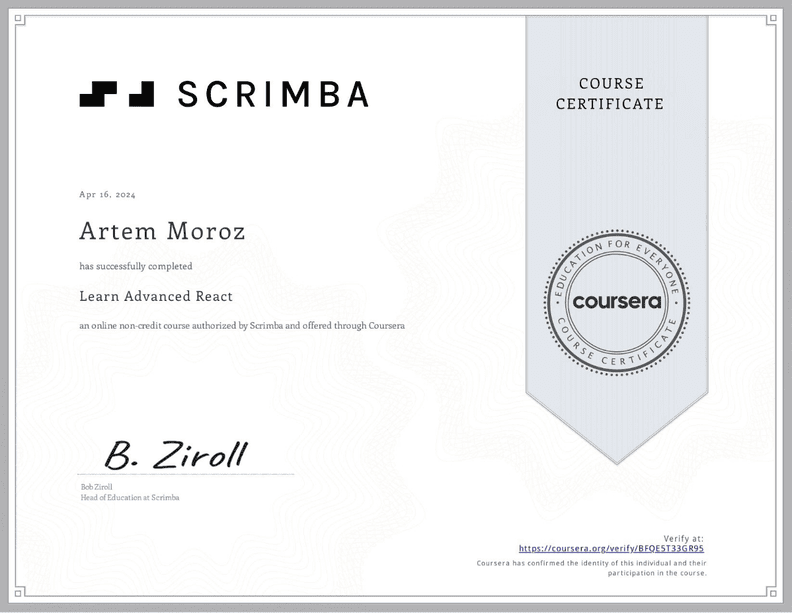 SCRIMBA
COURSE
CERTIFICATE
Apr 16, 2024
Artem Moroz
has successfully completed
Learn Advanced React
an online non-credit course authorized by Scrimba and offered through Coursera
EDUCATION FOR EVERYONE
coursera
COURSE CERTIFICATE
B. Ziroll
Bob Ziroll
Head of Education at Scrimba
Verify at:
https://coursera.org/verify/BFQE5T33GR95
Coursera has confirmed the identity of this individual and their
participation in the course.